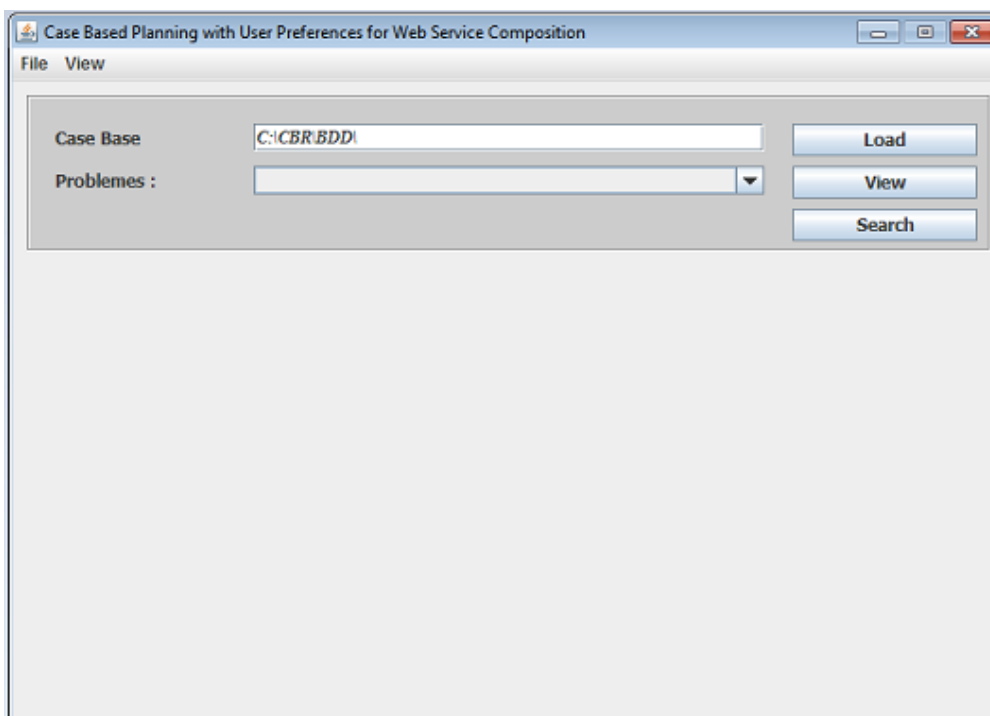 Case Based Planning with User Preferences for Web Service Composition
File View
Case Base C:\CBR\BDD\ Load
Problemes : View
Search